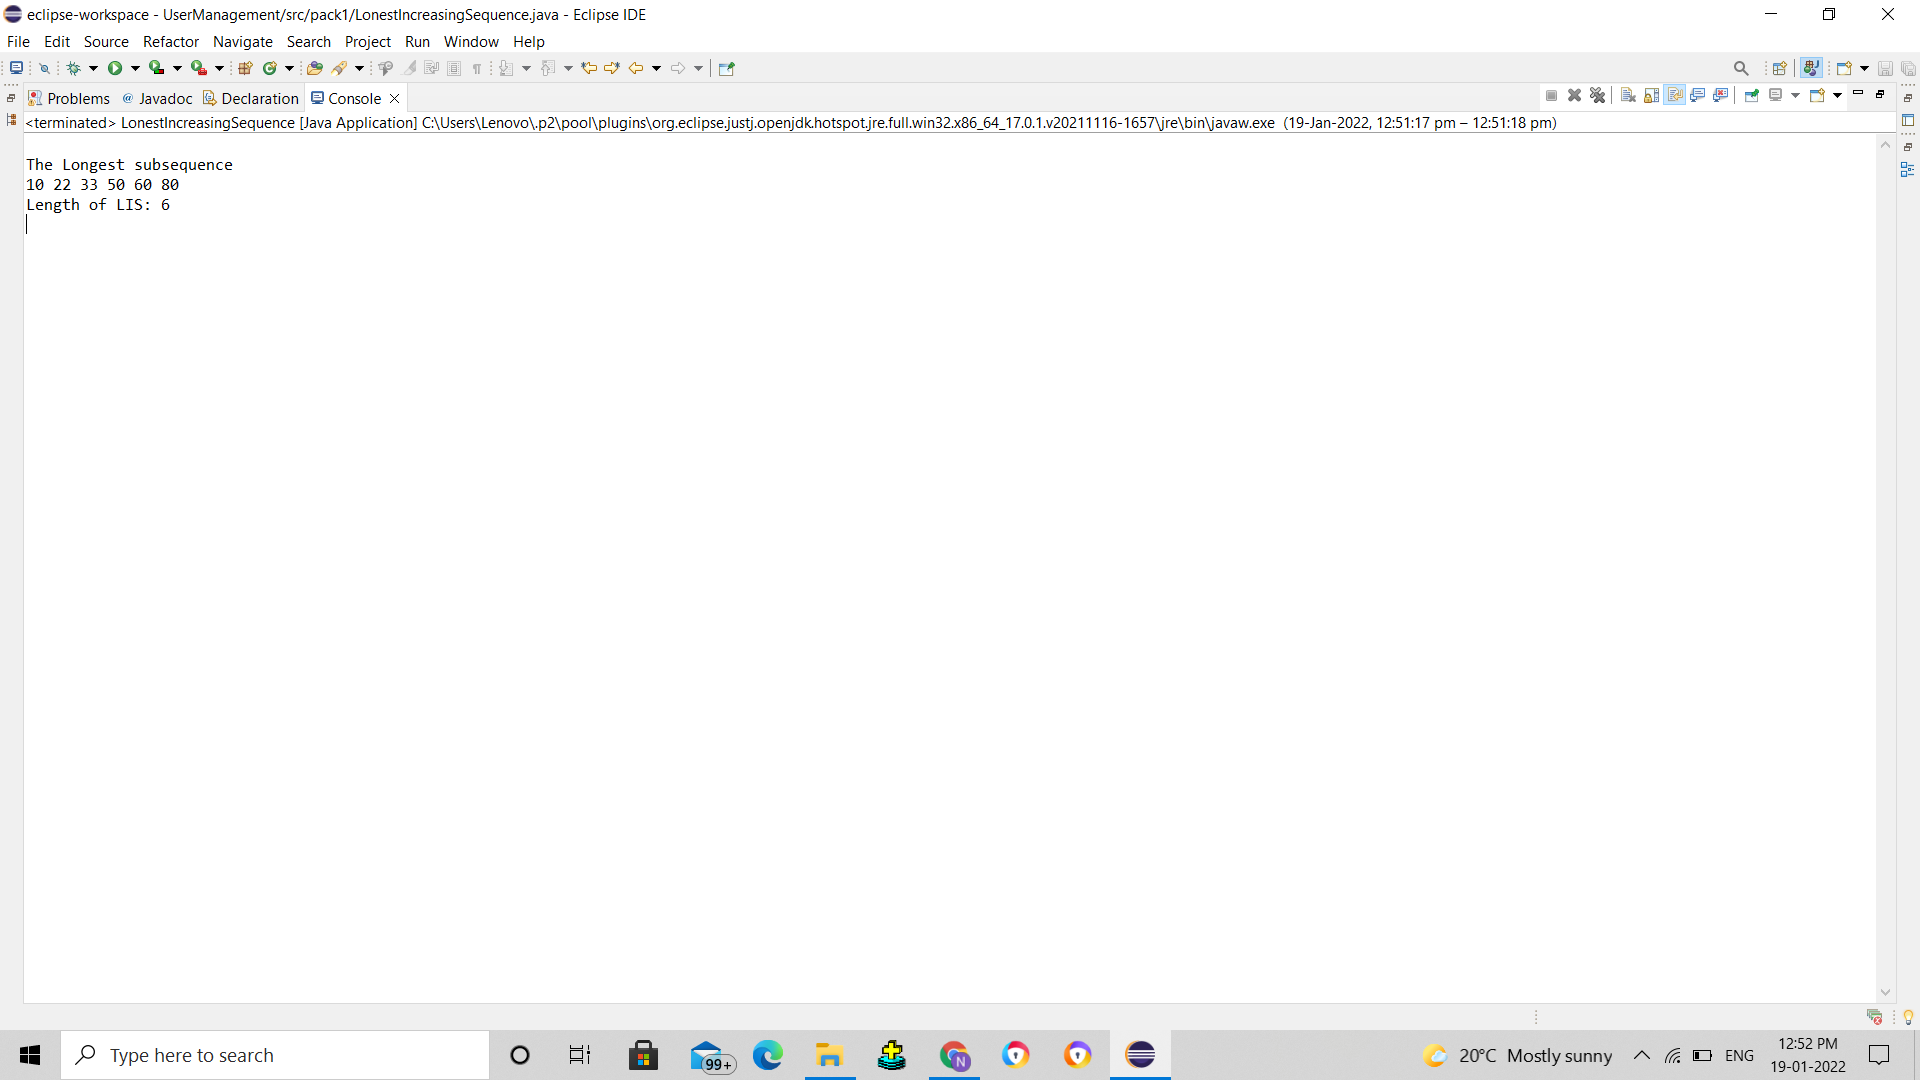 eclipse-workspace - UserManagement/src/pack1/LonestIncreasingSequence.java - Eclipse IDE
File Edit Source Refactor Navigate Search Project Run Window Help
Problems @ Javadoc Declaration Console
<terminated> LonestIncreasingSequence [Java Application] C:\Users\Lenovo\.p2\pool\plugins\org.eclipse.justj.openjdk.hotspot.jre.full.win32.x86_64_17.0.1.v20211116-1657\jre\bin\javaw.exe (19-Jan-2022, 12:51:17 pm – 12:51:18 pm)
The Longest subsequence
10 22 33 50 60 80
Length of LIS: 6
Type here to search
99+
N
20°C Mostly sunny
ENG
12:52 PM
19-01-2022